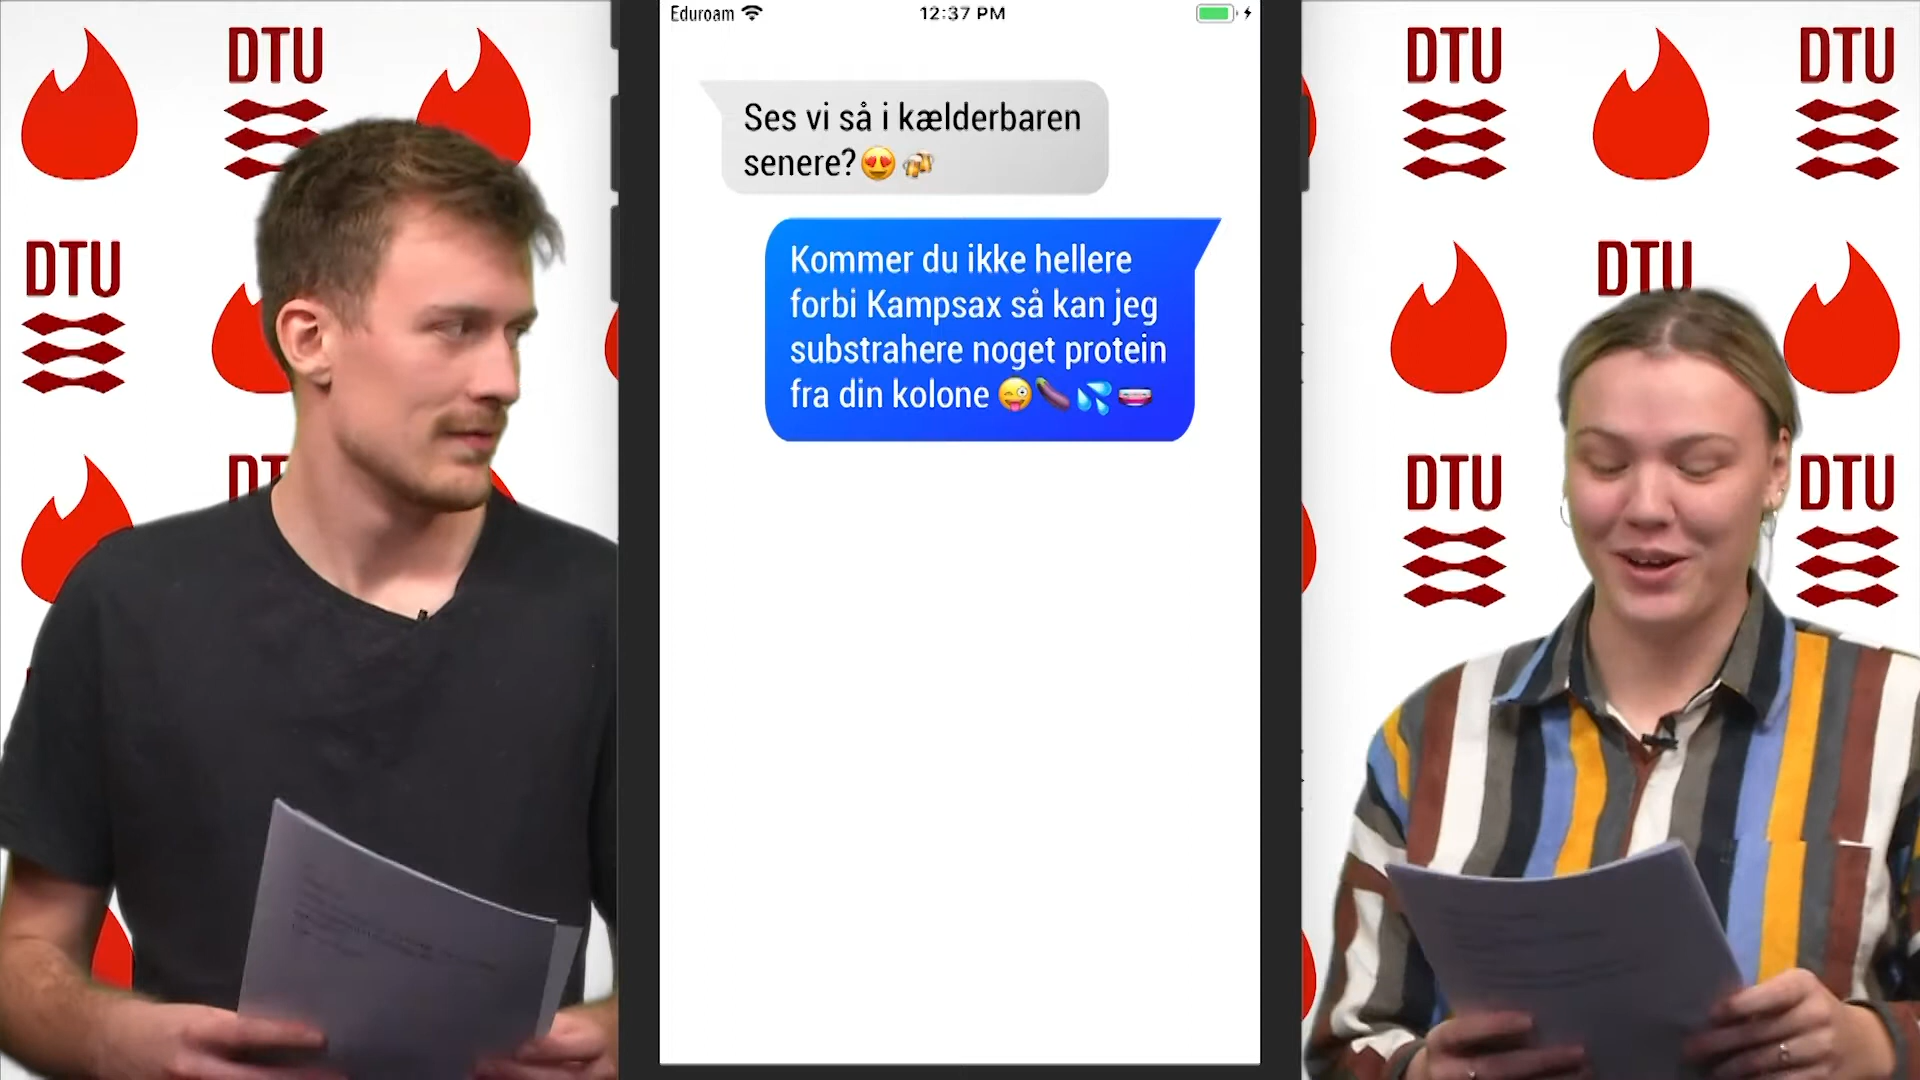 Eduroam 12:37 PM
Ses vi så i kælderbaren
senere?😍🍻
Kommer du ikke hellere
forbi Kampsax så kan jeg
substrahere noget protein
fra din kolone 😜🍆💦👄
DTU
DTU
DTU
DTU
DTU
DTU
DTU
DTU